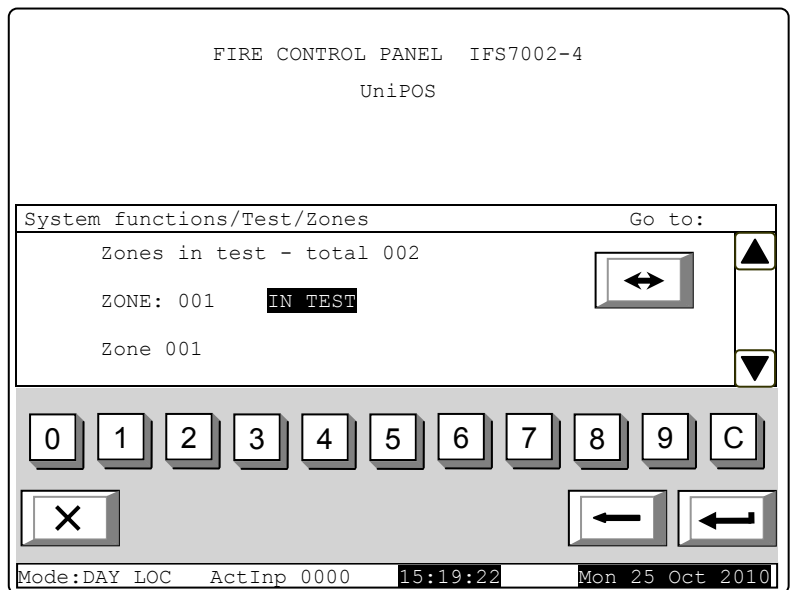 FIRE CONTROL PANEL IFS7002-4
UniPOS
System functions/Test/Zones Go to:
Zones in test - total 002
ZONE: 001 IN TEST
Zone 001
0 1 2 3 4 5 6 7 8 9 C
Mode:DAY LOC ActInp 0000 15:19:22 Mon 25 Oct 2010